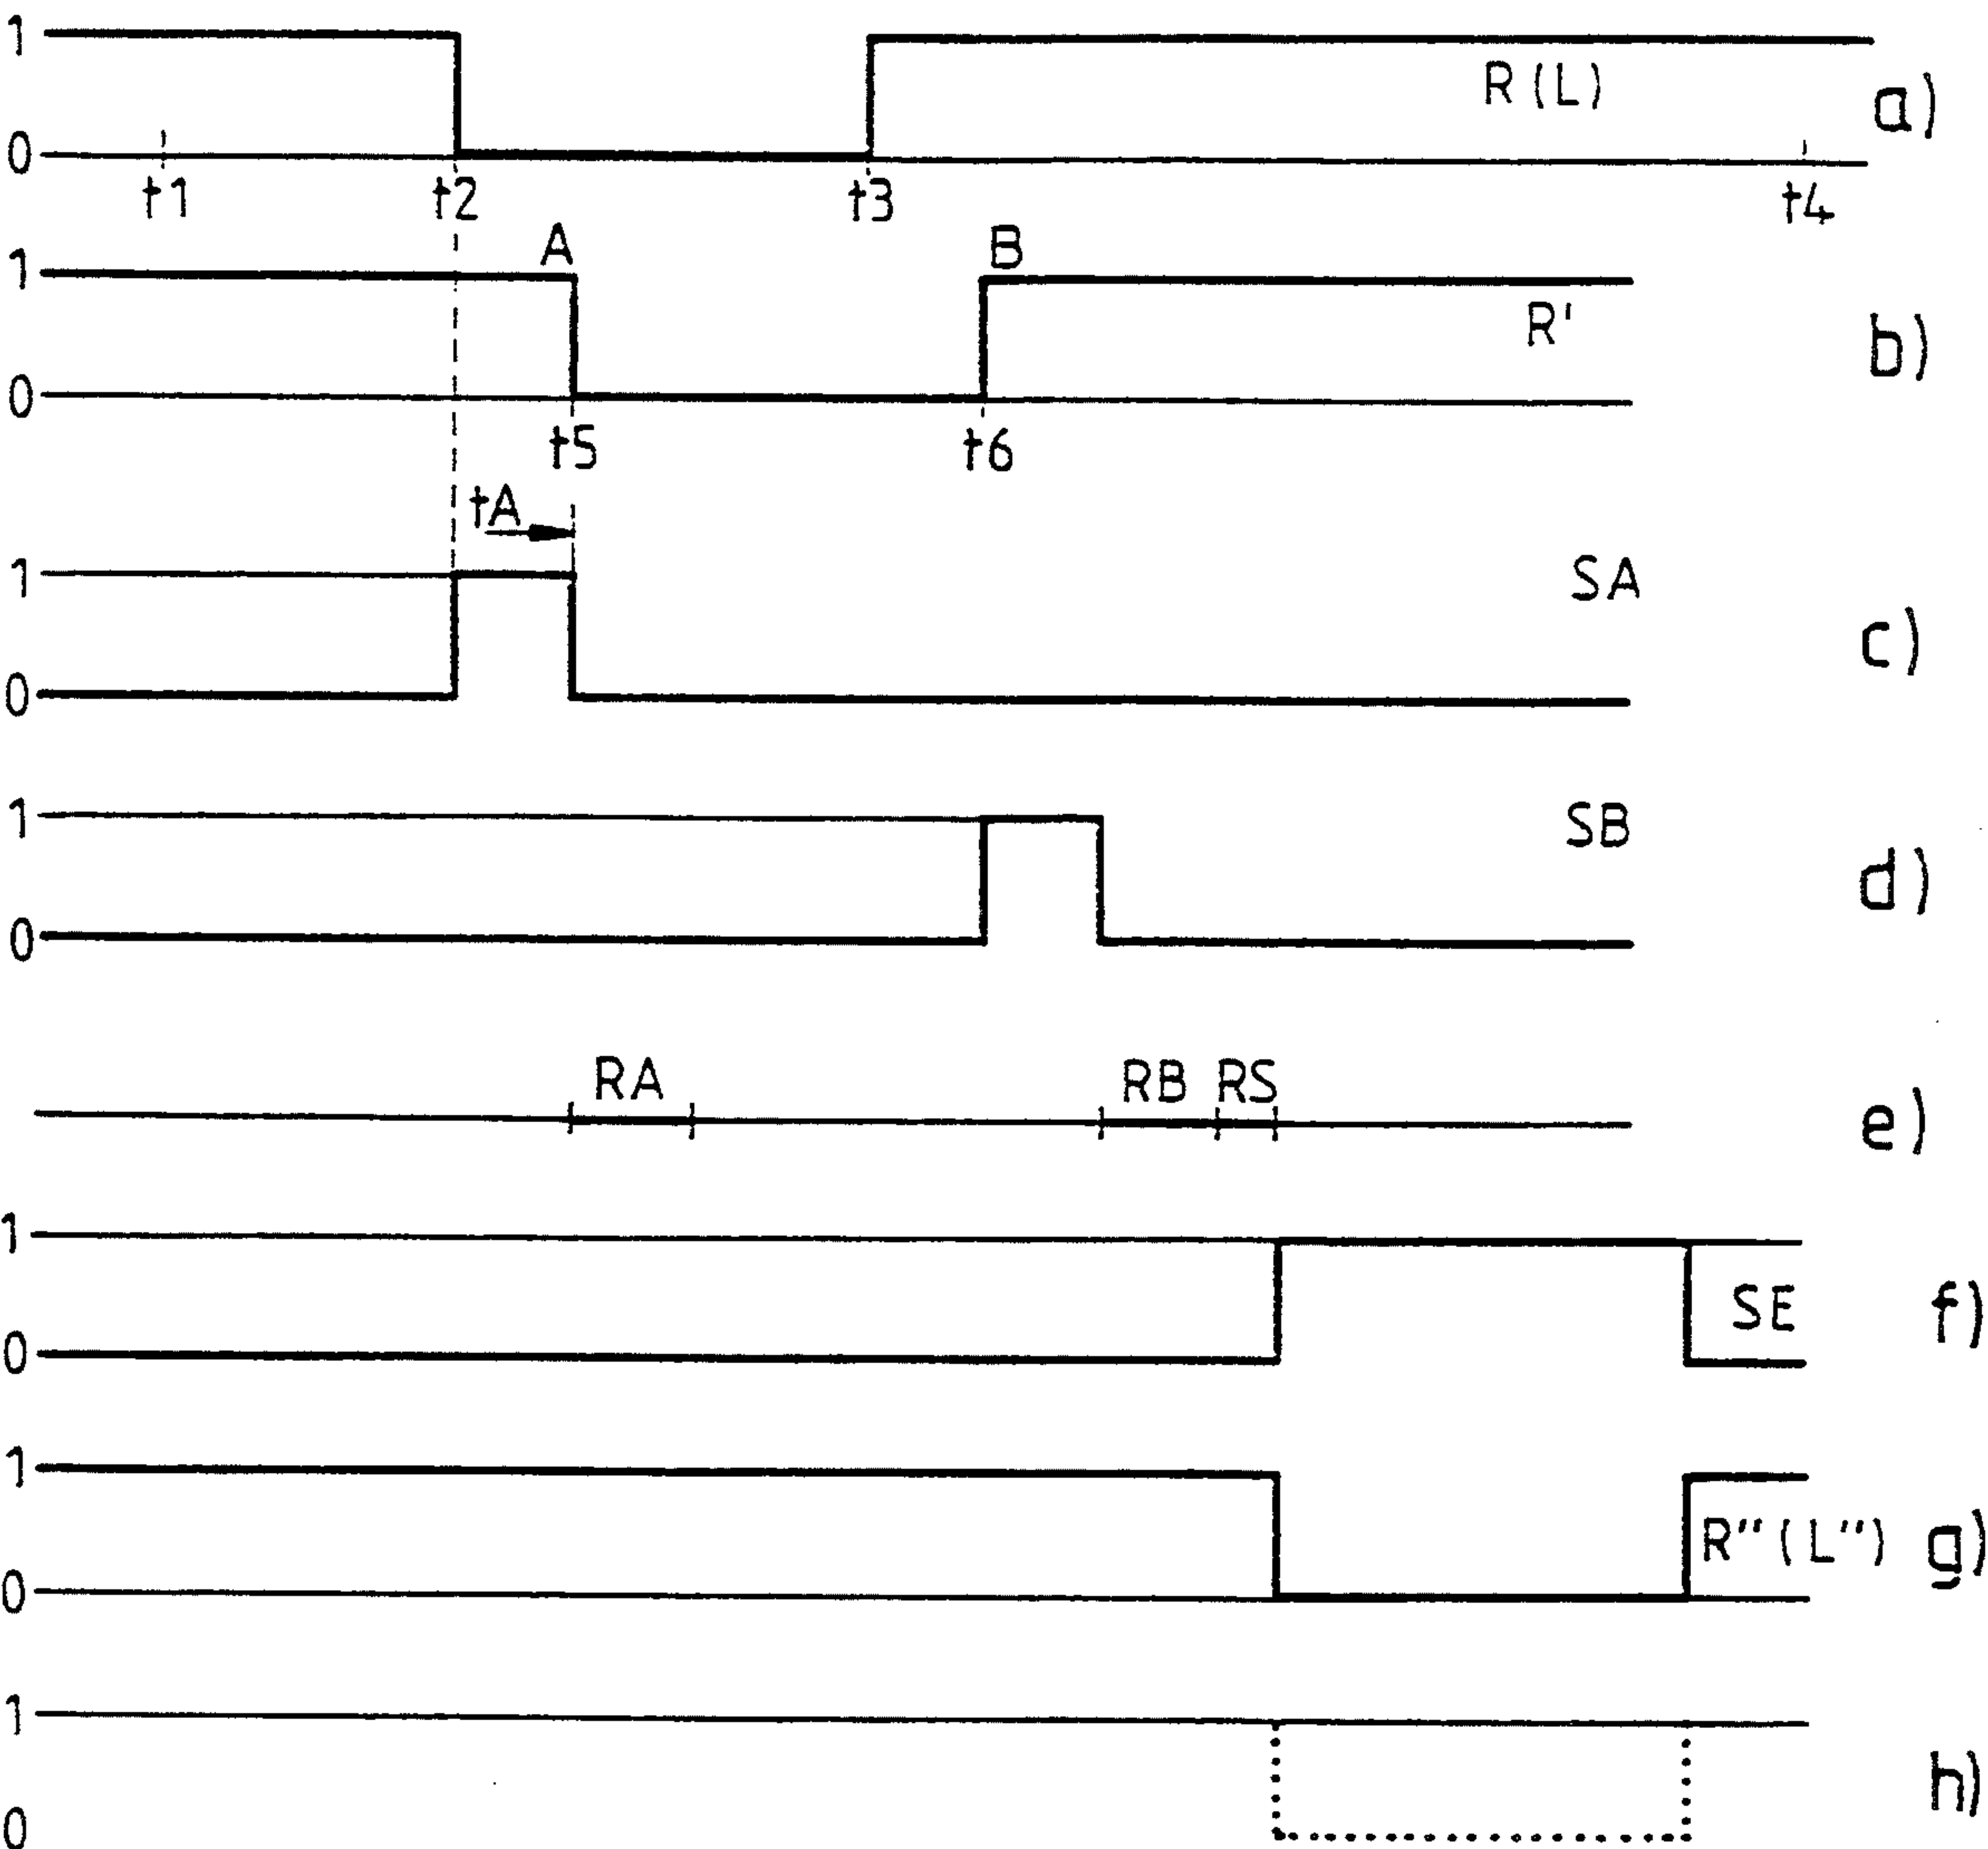 1
R (L)
a)
0
t1 t2 t3 t4
A B
1
R'
b)
0
t5 t6
tA
1
SA
c)
0
1
SB
d)
0
RA RB RS
e)
1
SE
f)
0
1
R" (L")
g)
0
1
h)
0